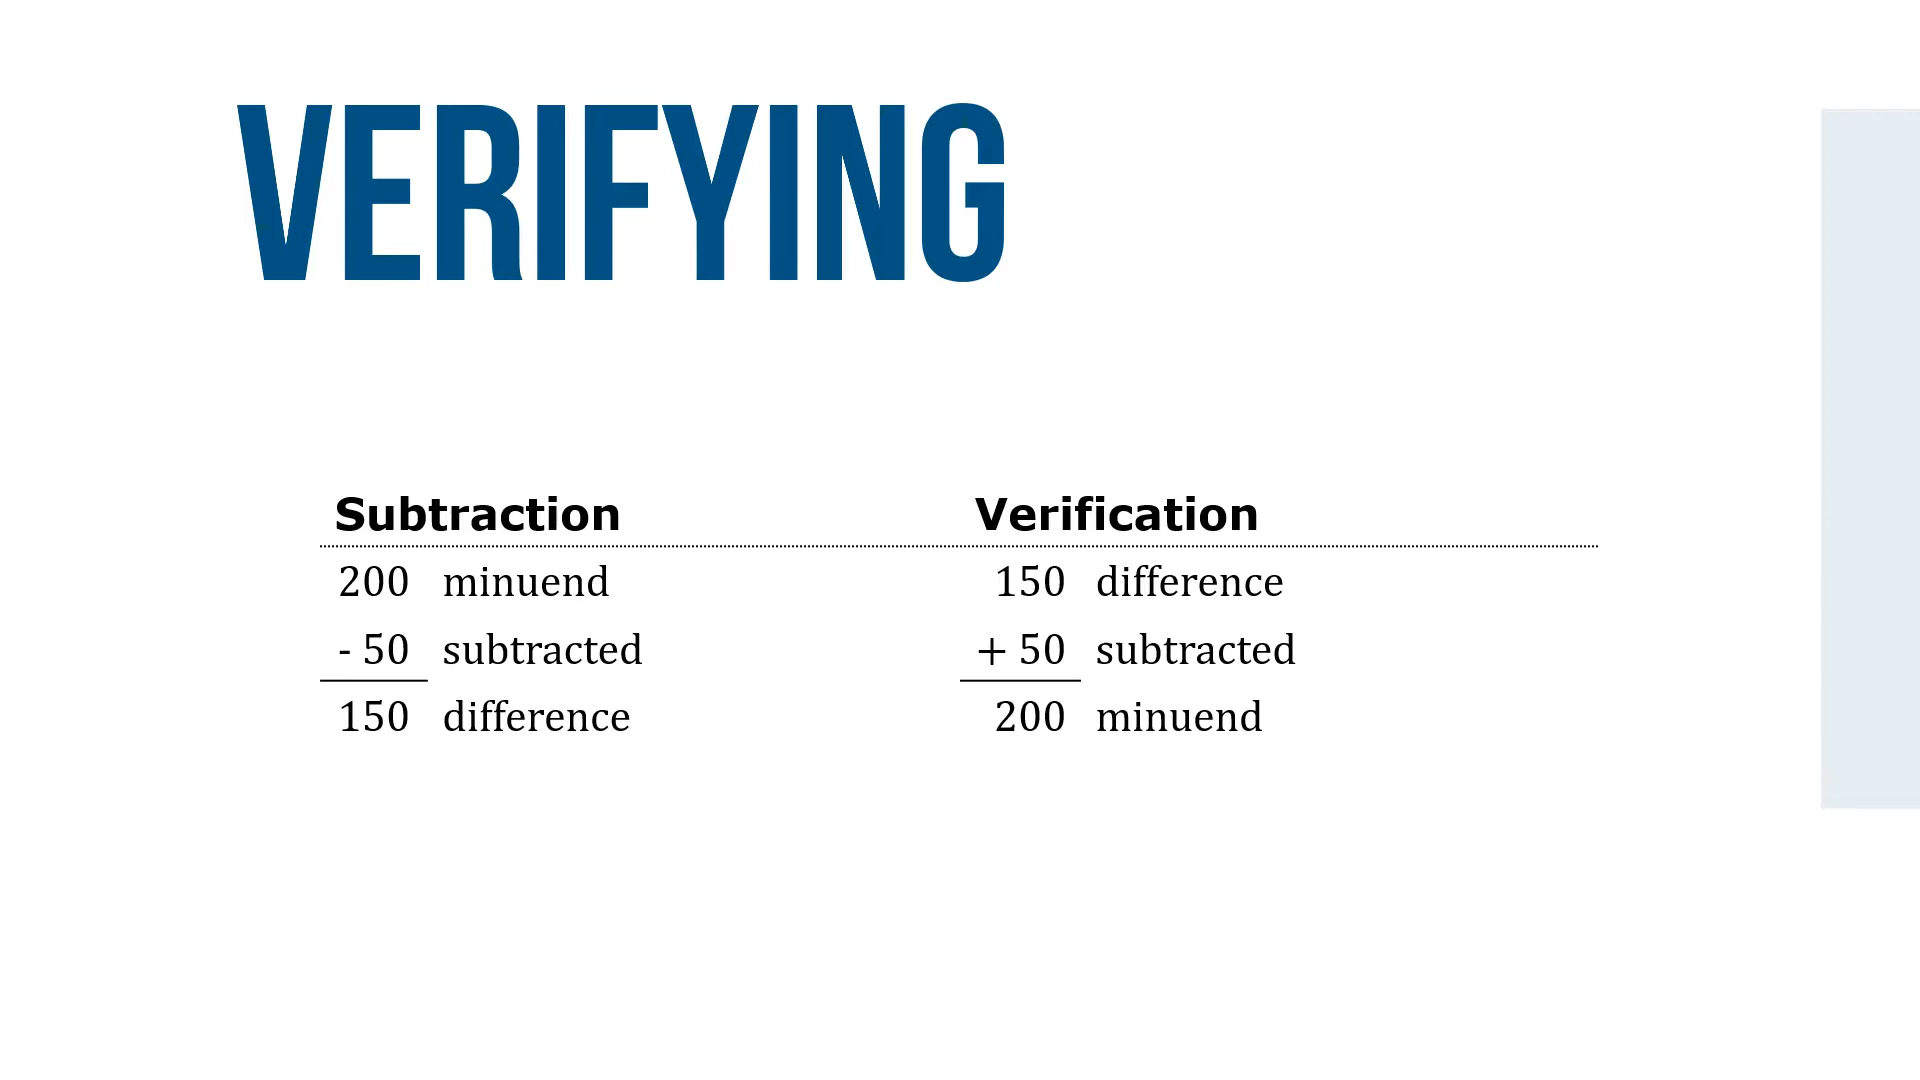 VERIFYING
Subtraction Verification
200 minuend 150 difference
- 50 subtracted + 50 subtracted
150 difference 200 minuend